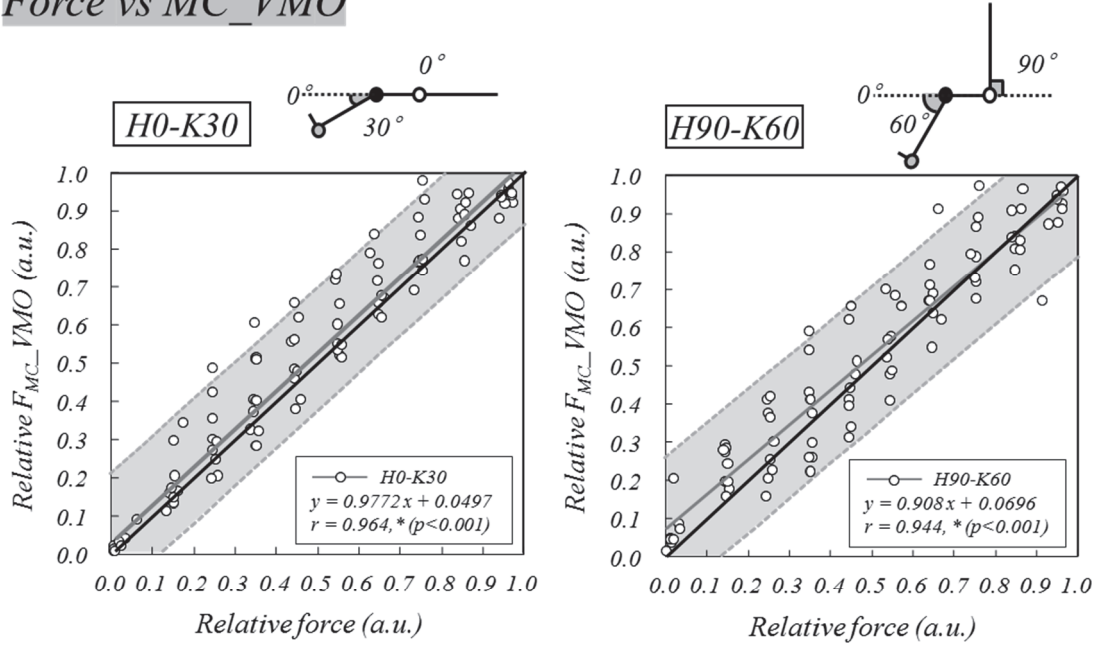 Force vs MC_VMO
0°
0°
30°
H0-K30
1.0
0.9
0.8
0.7
0.6
0.5
0.4
0.3
0.2
0.1
0.0
Relative F_MC_VMO (a.u.)
H0-K30
y = 0.9772x + 0.0497
r = 0.964, * (p<0.001)
0.0 0.1 0.2 0.3 0.4 0.5 0.6 0.7 0.8 0.9 1.0
Relative force (a.u.)
90°
0°
60°
H90-K60
1.0
0.9
0.8
0.7
0.6
0.5
0.4
0.3
0.2
0.1
0.0
Relative F_MC_VMO (a.u.)
H90-K60
y = 0.908x + 0.0696
r = 0.944, * (p<0.001)
0.0 0.1 0.2 0.3 0.4 0.5 0.6 0.7 0.8 0.9 1.0
Relative force (a.u.)